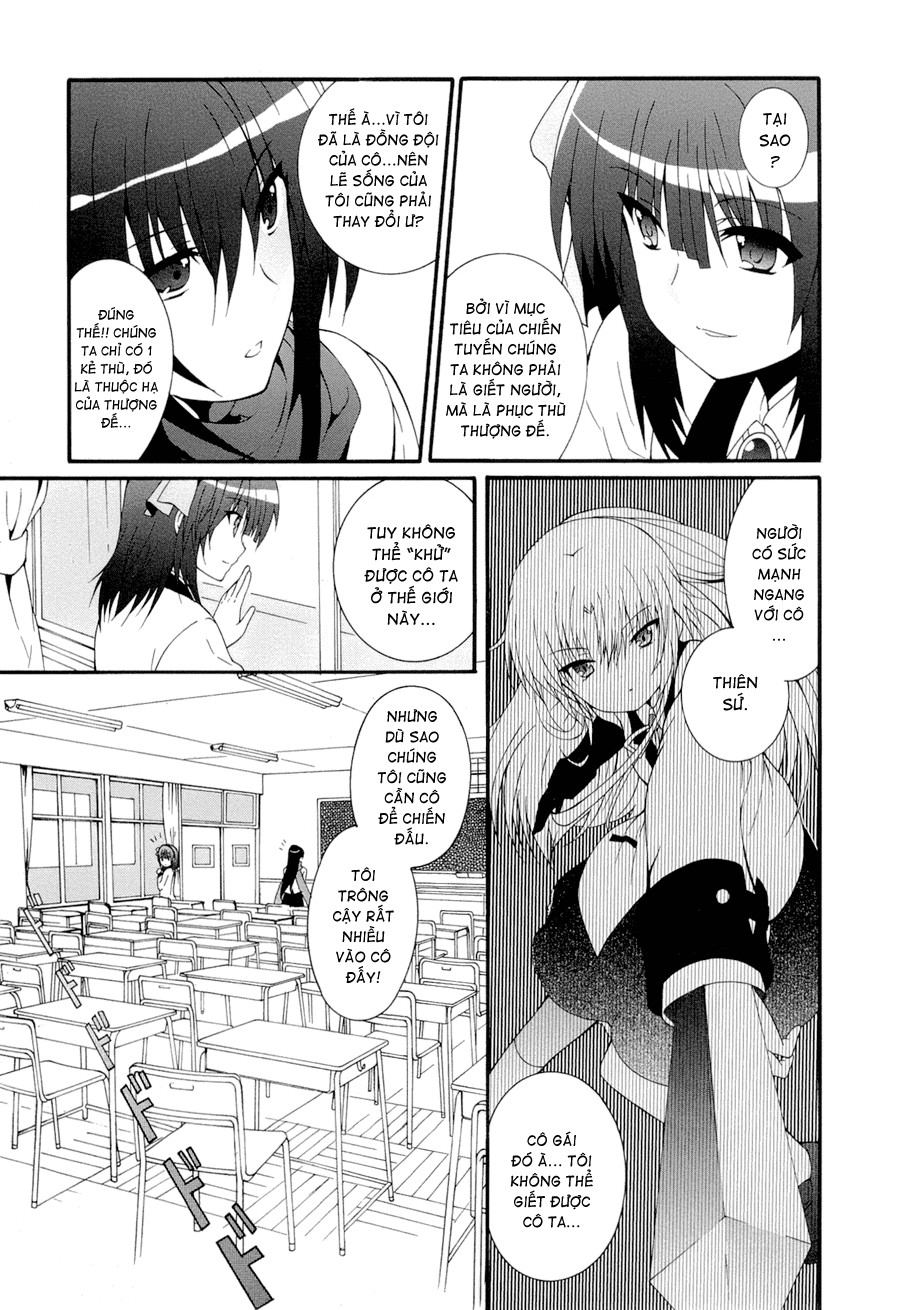 TẠI
SAO
?
BỞI VÌ MỤC
TIÊU CỦA CHIẾN
TUYẾN CHÚNG
TA KHÔNG PHẢI
LÀ GIẾT NGƯỜI,
MÀ LÀ PHỤC THÙ
THƯỢNG ĐẾ.
THẾ À...VÌ TÔI
ĐÃ LÀ ĐỒNG ĐỘI
CỦA CÔ...NÊN
LẼ SỐNG CỦA
TÔI CŨNG PHẢI
THAY ĐỔI Ư?
ĐÚNG
THẾ!! CHÚNG
TA CHỈ CÓ 1
KẺ THÙ, ĐÓ
LÀ THUỘC HẠ
CỦA THƯỢNG
ĐẾ...
NGƯỜI
CÓ SỨC
MẠNH
NGANG
VỚI CÔ
...
THIÊN
SỨ.
CÔ GÁI
ĐÓ À... TÔI
KHÔNG THỂ
GIẾT ĐƯỢC
CÔ TA...
TUY KHÔNG
THỂ “KHỬ”
ĐƯỢC CÔ TA
Ở THẾ GIỚI
NÀY...
NHƯNG
DÙ SAO
CHÚNG
TÔI CŨNG
CẦN CÔ
ĐỂ CHIẾN
ĐẤU.
TÔI
TRÔNG
CẬY RẤT
NHIỀU
VÀO CÔ
ĐẤY!
ドドドド